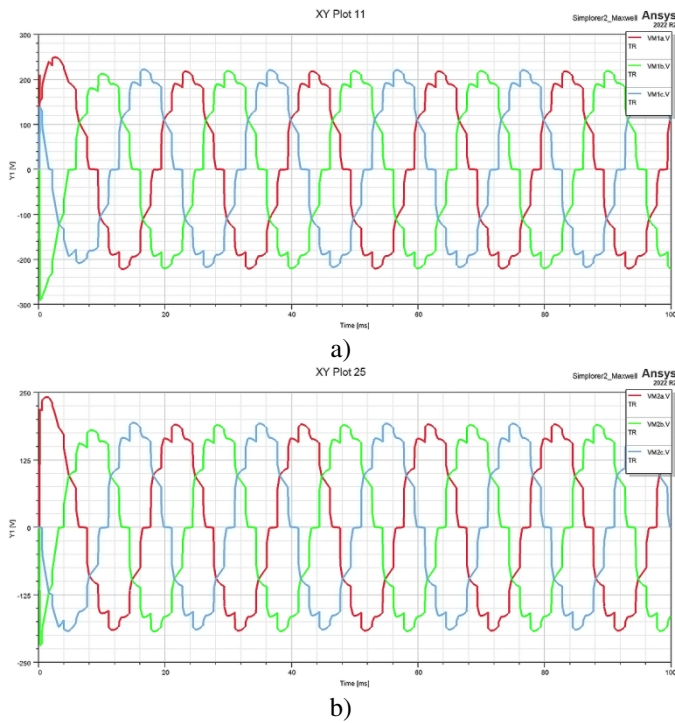 XY Plot 11
Simplorer2_Maxwell Ansys
2022 R2
VM1a.V
TR
VM1b.V
TR
VM1c.V
TR
300
200
100
0
-100
-200
-300
Y1 [V]
0 20 40 60 80 100
Time [ms]
a)
XY Plot 25
Simplorer2_Maxwell Ansys
2022 R2
VM2a.V
TR
VM2b.V
TR
VM2c.V
TR
250
125
0
-125
-250
Y1 [V]
0 20 40 60 80 100
Time [ms]
b)